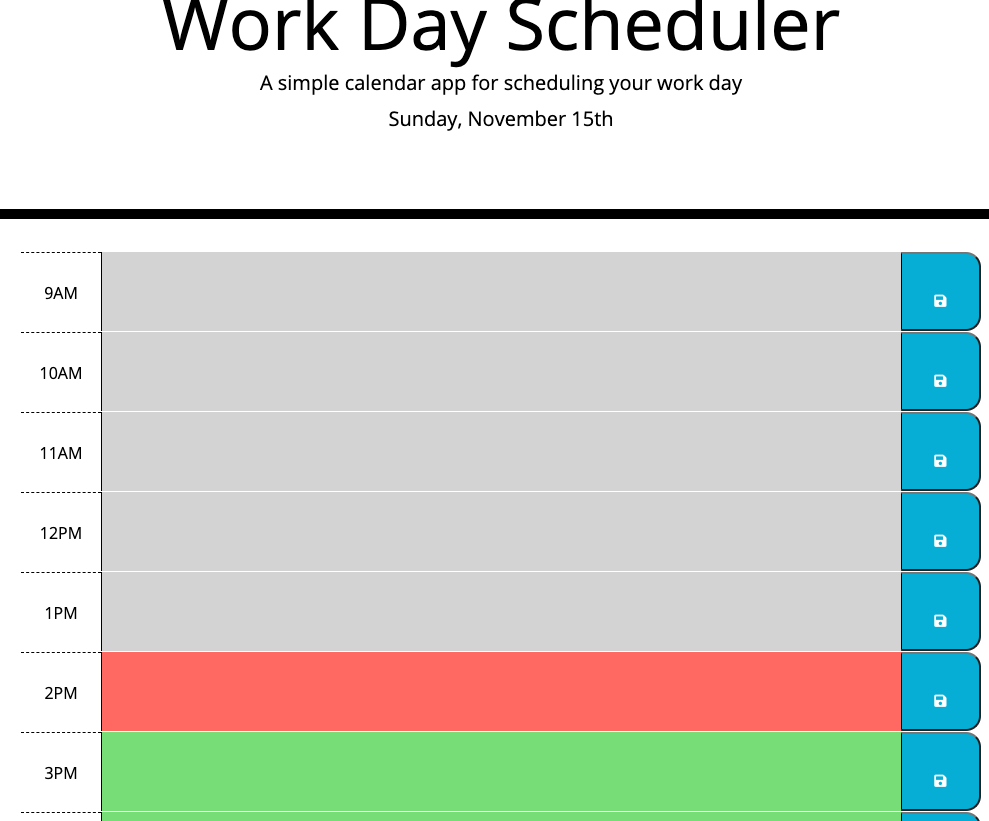 Work Day Scheduler
A simple calendar app for scheduling your work day
Sunday, November 15th
9AM
10AM
11AM
12PM
1PM
2PM
3PM